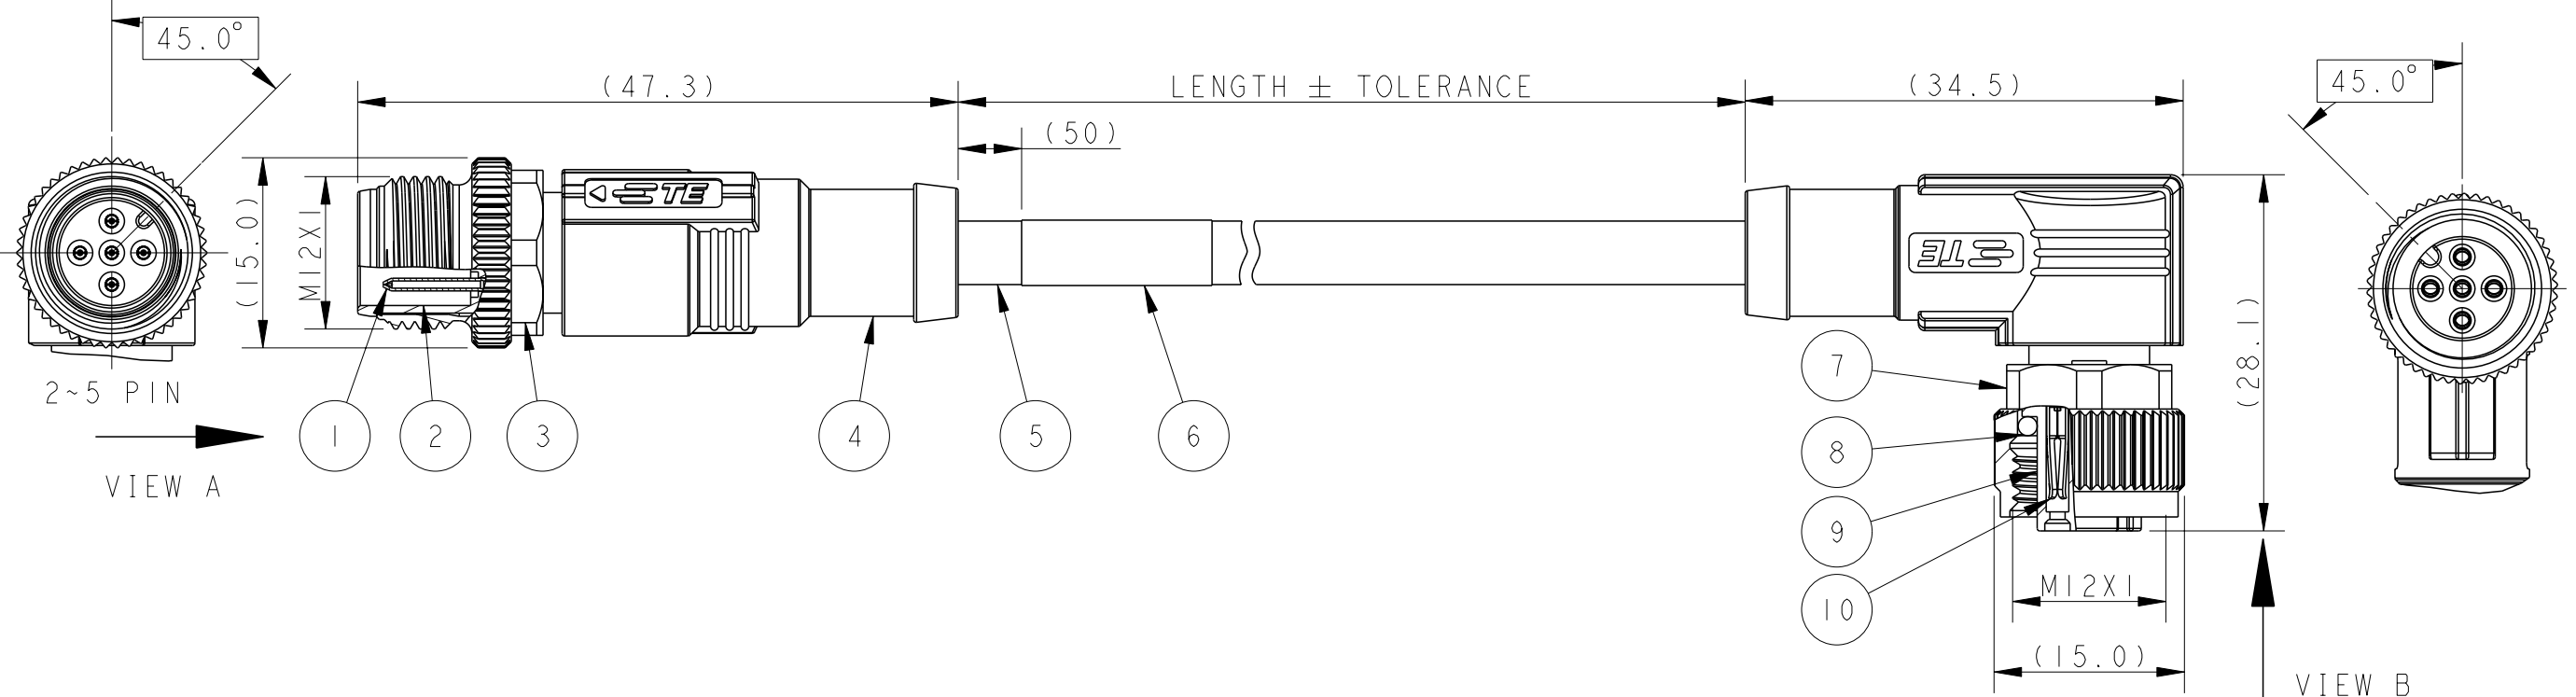 45.0°
(47.3)
LENGTH ± TOLERANCE
(34.5)
45.0°
(50)
(15.0)
M12X1
TE
TE
(28.1)
2~5 PIN
VIEW A
1
2
3
4
5
6
7
8
9
10
M12X1
(15.0)
VIEW B